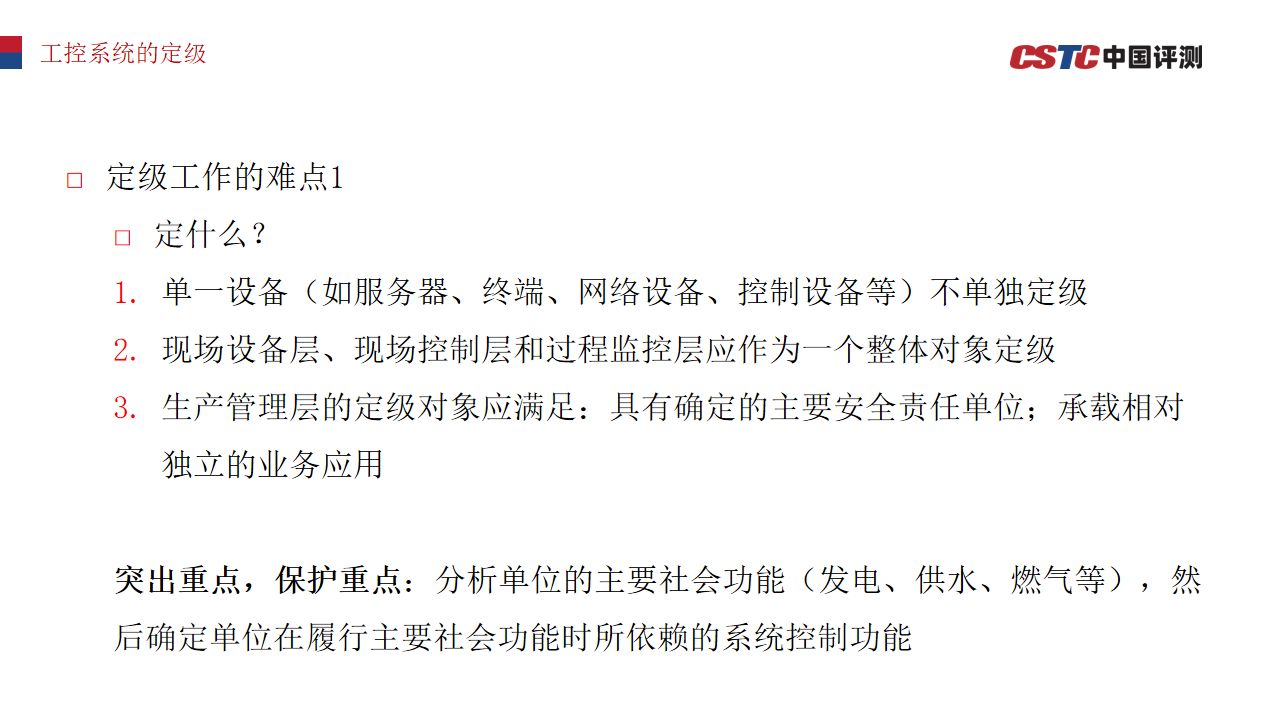 工控系统的定级
CSTC中国评测
定级工作的难点1
定什么？
1. 单一设备（如服务器、终端、网络设备、控制设备等）不单独定级
2. 现场设备层、现场控制层和过程监控层应作为一个整体对象定级
3. 生产管理层的定级对象应满足：具有确定的主要安全责任单位；承载相对
独立的业务应用
突出重点，保护重点：分析单位的主要社会功能（发电、供水、燃气等），然
后确定单位在履行主要社会功能时所依赖的系统控制功能